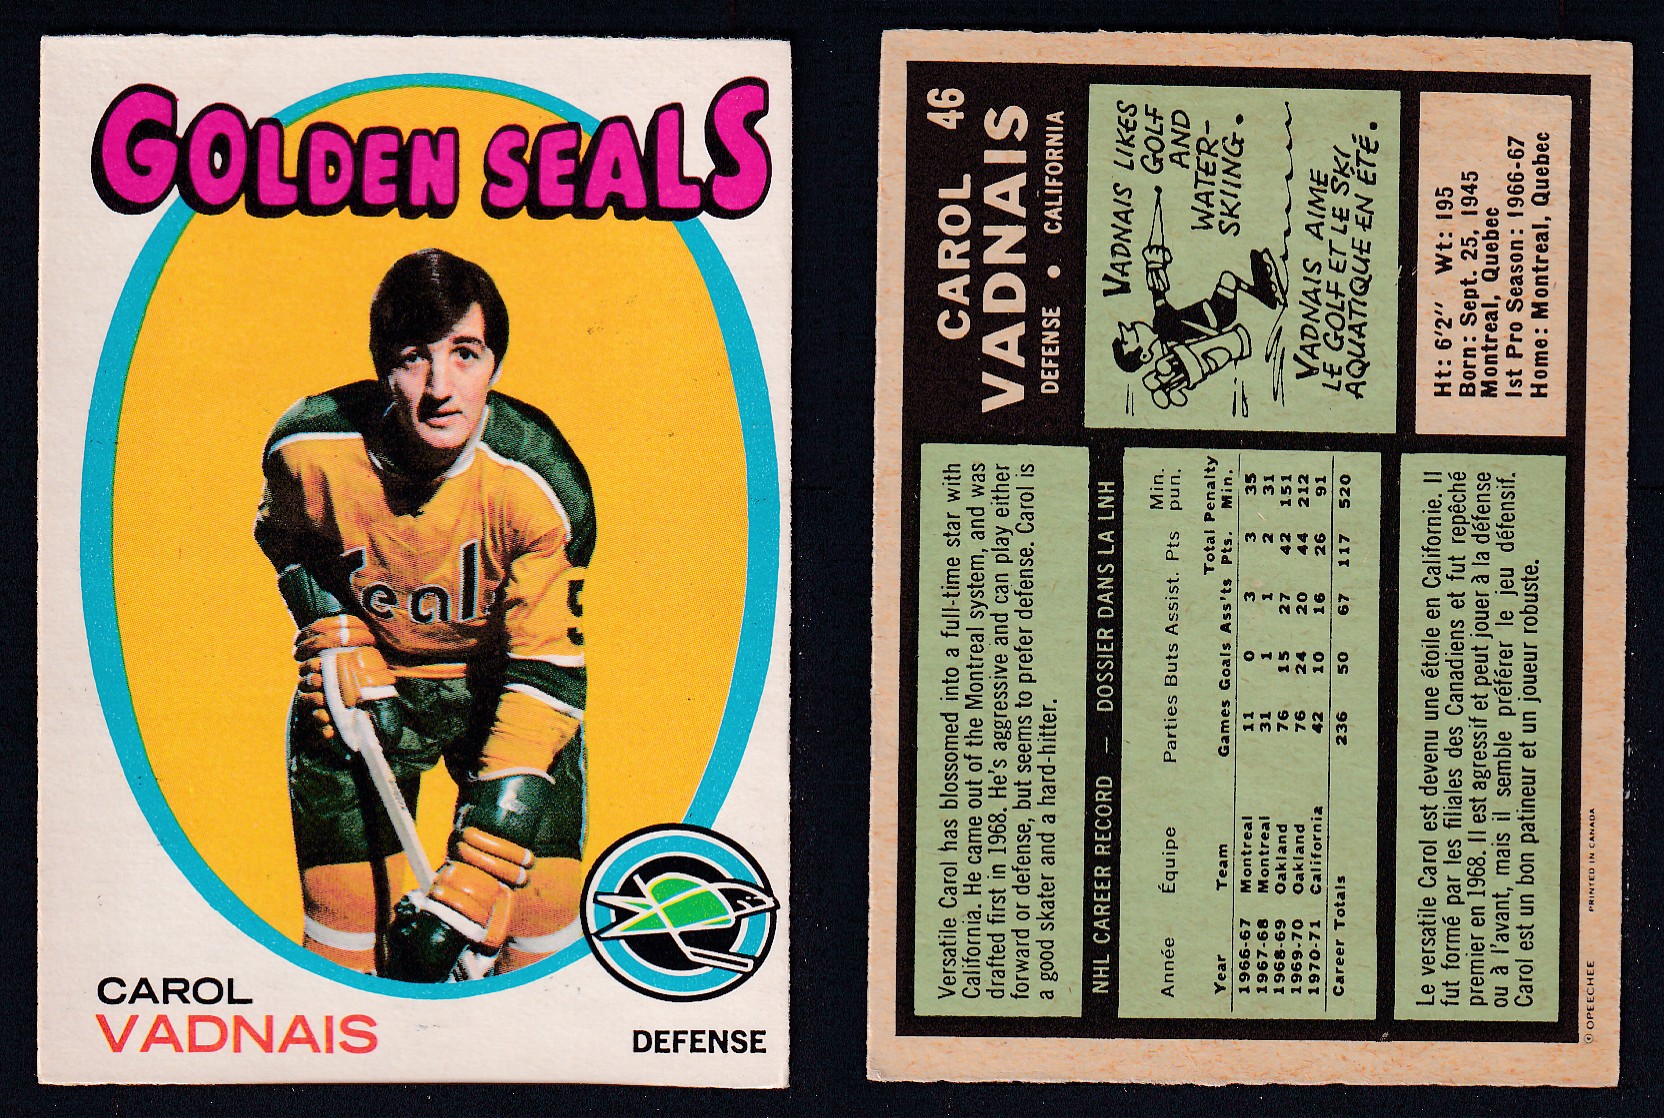 GOLDEN SEALS
Seals
5
CAROL
VADNAIS
DEFENSE
CAROL 46
VADNAIS
DEFENSE • CALIFORNIA
VADNAIS LIKES
GOLF
AND
WATER-
SKIING.
VADNAIS AIME
LE GOLF ET LE SKI
AQUATIQUE EN ÉTÉ.
Ht: 6'2" Wt: 195
Born: Sept. 25, 1945
Montreal, Quebec
1st Pro Season: 1966-67
Home: Montreal, Quebec
Versatile Carol has blossomed into a full-time star with
California. He came out of the Montreal system, and was
drafted first in 1968. He's aggressive and can play either
forward or defense, but seems to prefer defense. Carol is
a good skater and a hard-hitter.
NHL CAREER RECORD — DOSSIER DANS LA LNH
Année Équipe Parties Buts Assist. Pts Min. pun.
Year Team Games Goals Ass'ts Total Pts. Penalty Min.
1966-67 Montreal 11 0 3 3 35
1967-68 Montreal 31 1 1 2 31
1968-69 Oakland 76 15 27 42 151
1969-70 Oakland 76 24 20 44 212
1970-71 California 42 10 16 26 91
Career Totals 236 50 67 117 520
Le versatile Carol est devenu une étoile en Californie. Il
fut formé par les filiales des Canadiens et fut repêché
premier en 1968. Il est agressif et peut jouer à la défense
ou à l'avant, mais il semble préférer le jeu défensif.
Carol est un bon patineur et un joueur robuste.
© OPEECHEE PRINTED IN CANADA